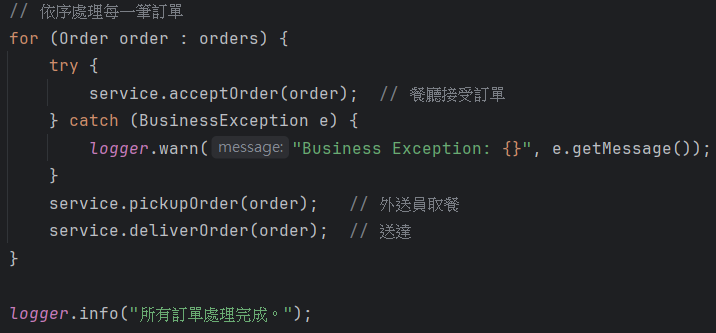 // 依序處理每一筆訂單
for (Order order : orders) {
try {
service.acceptOrder(order);  // 餐廳接受訂單
} catch (BusinessException e) {
logger.warn( message: "Business Exception: {}", e.getMessage());
}
service.pickupOrder(order);   // 外送員取餐
service.deliverOrder(order);  // 送達
}
logger.info("所有訂單處理完成。");